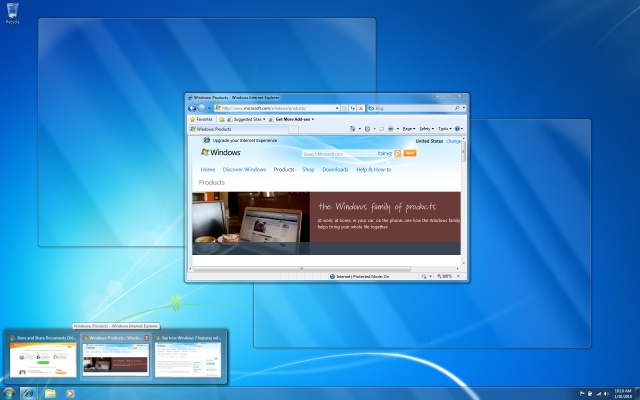 Recycle
Windows Products - Windows Internet Explorer
http://www.microsoft.com/windows/products/
Bing
Favorites
Suggested Sites
Get More Add-ons
Windows Products
Page
Safety
Tools
Upgrade your Internet Experience
United States
Change
Windows
Search Microsoft.com
bing
Web
Home
Discover Windows
Products
Shop
Downloads
Help & How-to
Products
the Windows family of products
at work, at home, in your car, on the phone...see how the Windows family
helps bring your whole life together.
Internet | Protected Mode: On
100%
Windows Products - Windows Internet Explorer
Store and Share Documents Onl...
Windows Products - Windo...
See how Windows 7 features wil...
10:19 AM